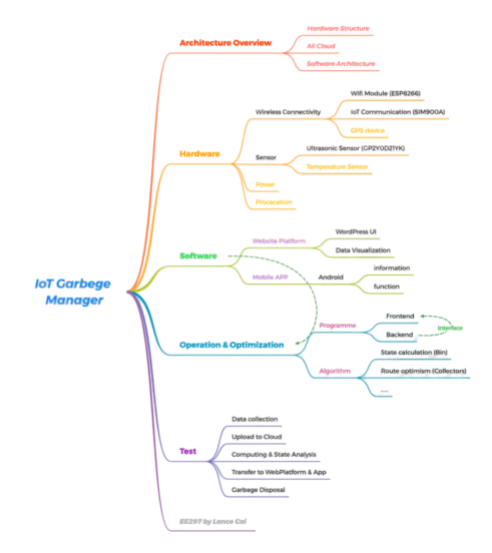 Architecture Overview
Hardware Structure
Ali Cloud
Software Architecture
Hardware
Wireless Connectivity
Wifi Module (ESP8266)
IoT Communication (SIM900A)
GPS device
Sensor
Ultrasonic Sensor (GP2Y0D21YK)
Temperature Sensor
Power
Procecation
Software
Website Platform
WordPress UI
Data Visualization
Mobile APP
Android
information
function
IoT Garbege
Manager
Operation & Optimization
Programme
Frontend
Backend
Interface
Algorithm
State calculation (Bin)
Route optimism (Collectors)
.....
Test
Data collection
Upload to Cloud
Computing & State Analysis
Transfer to WebPlatform & App
Garbege Disposal
EE297 by Lance Cai